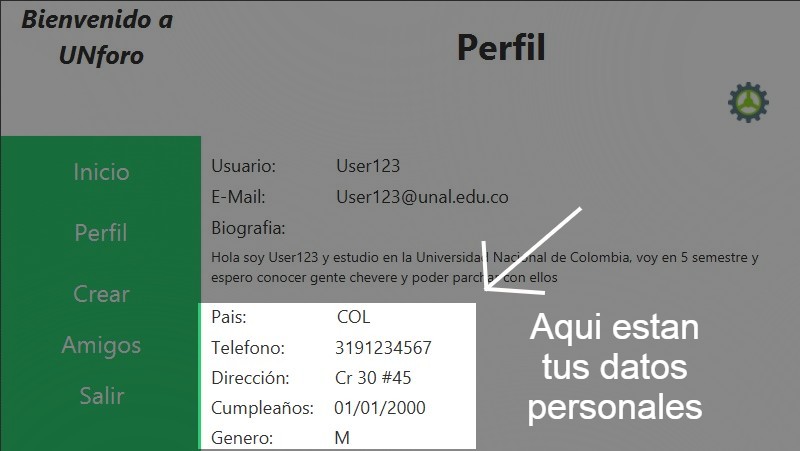 Bienvenido a
UNforo
Perfil
Inicio
Perfil
Crear
Amigos
Salir
Usuario: User123
E-Mail: User123@unal.edu.co
Biografia:
Hola soy User123 y estudio en la Universidad Nacional de Colombia, voy en 5 semestre y
espero conocer gente chevere y poder parchar con ellos
Pais: COL
Telefono: 3191234567
Dirección: Cr 30 #45
Cumpleaños: 01/01/2000
Genero: M
Aqui estan
tus datos
personales